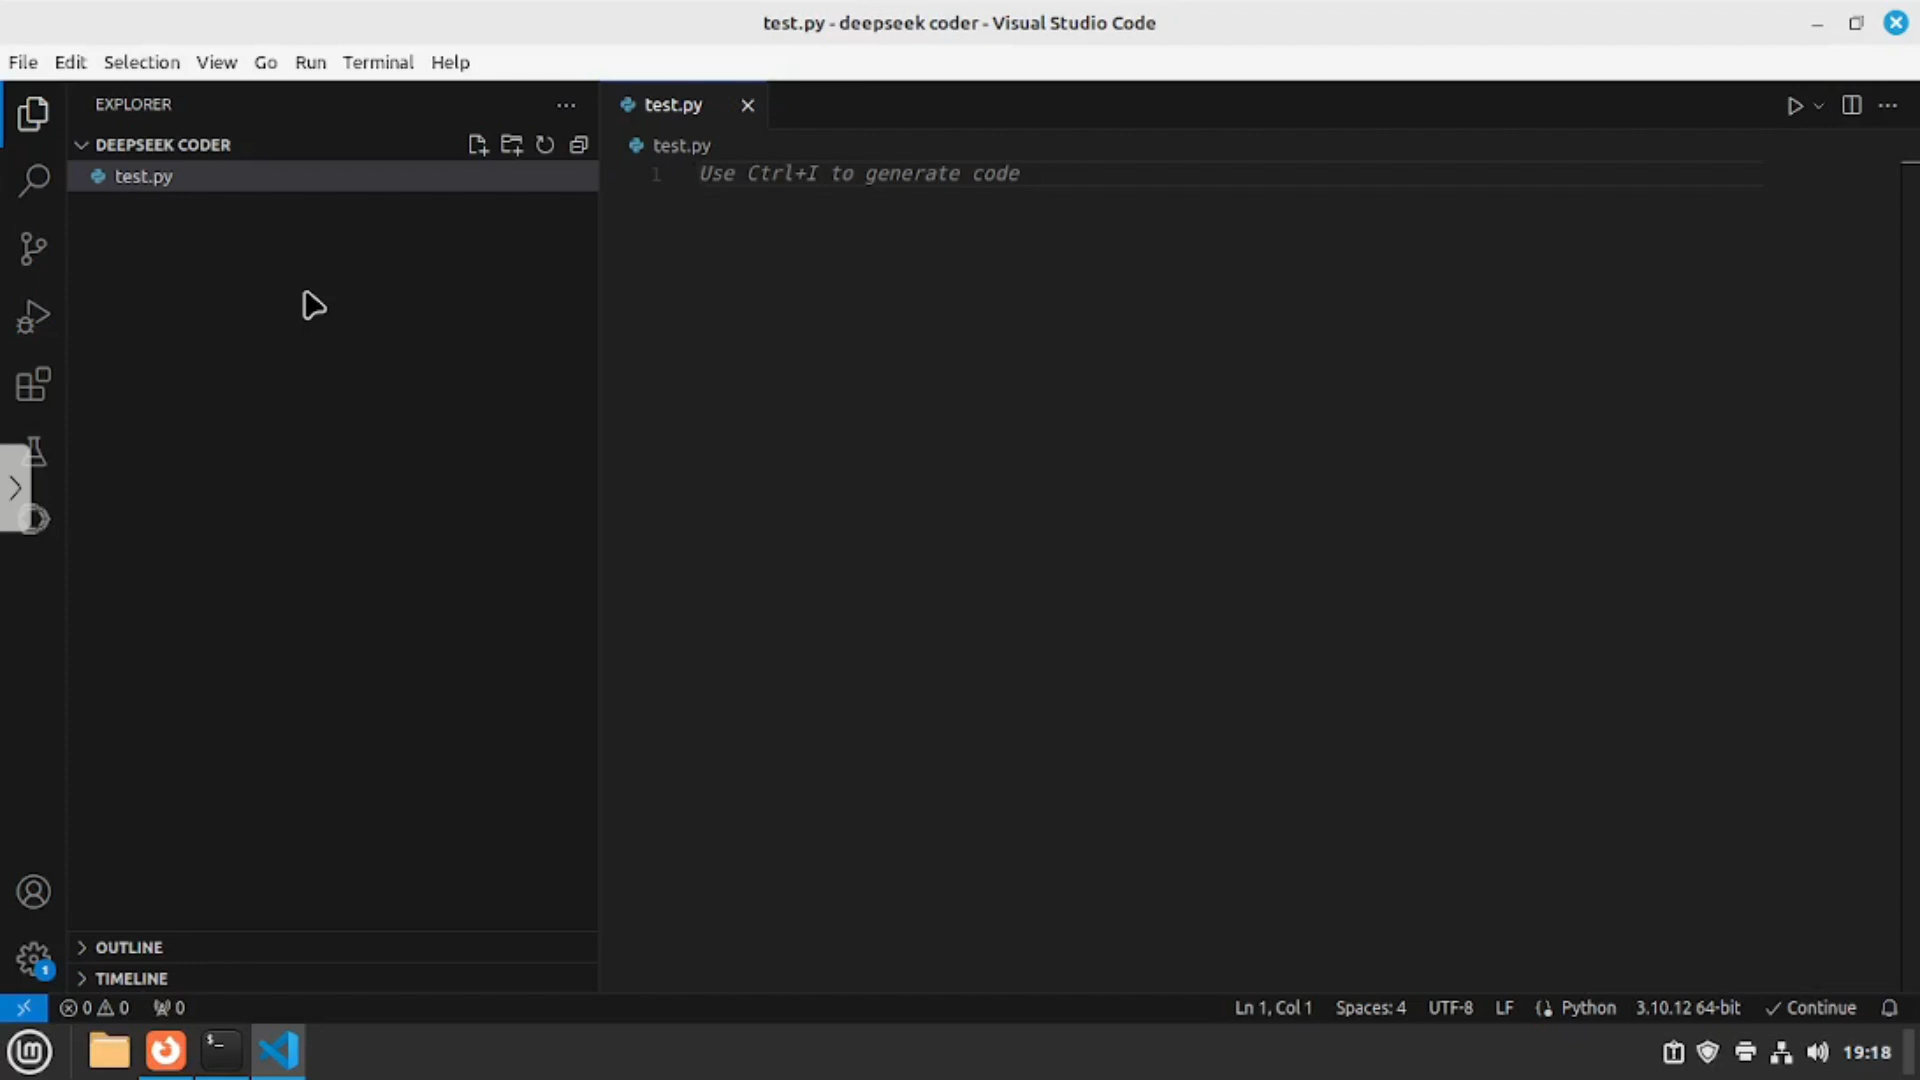 test.py - deepseek coder - Visual Studio Code
File Edit Selection View Go Run Terminal Help
EXPLORER
test.py
DEEPSEEK CODER
test.py
test.py
1 Use Ctrl+I to generate code
OUTLINE
TIMELINE
1
0 0 0
Ln 1, Col 1 Spaces: 4 UTF-8 LF Python 3.10.12 64-bit Continue
19:18